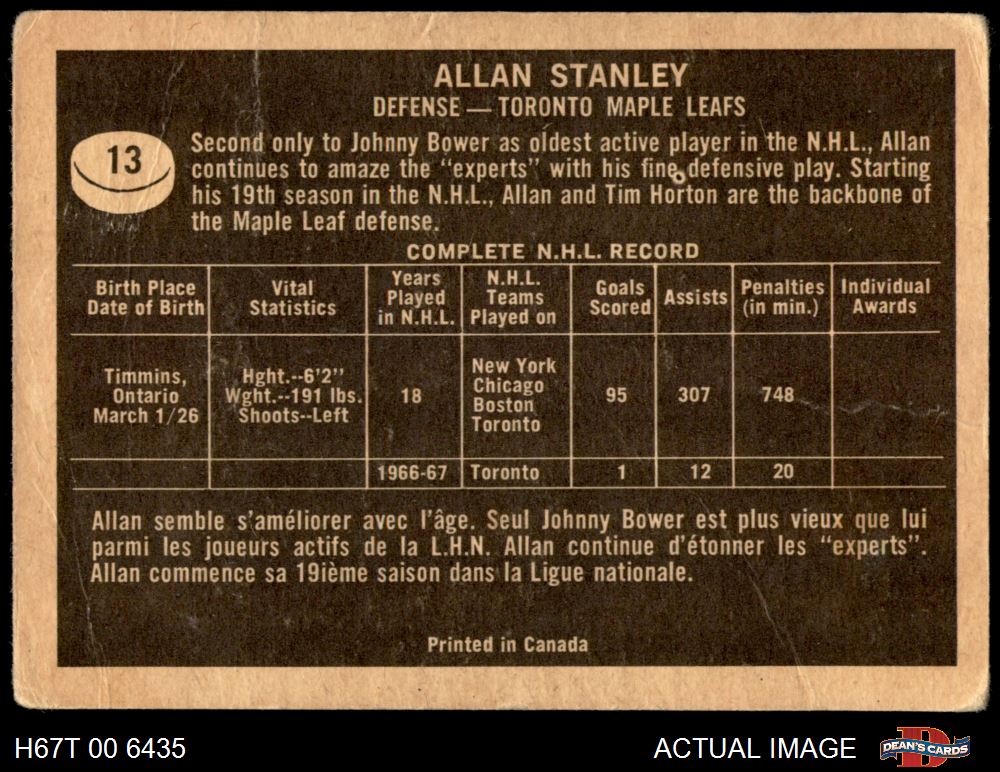 ALLAN STANLEY
DEFENSE — TORONTO MAPLE LEAFS
13
Second only to Johnny Bower as oldest active player in the N.H.L., Allan
continues to amaze the “experts” with his fine defensive play. Starting
his 19th season in the N.H.L., Allan and Tim Horton are the backbone of
the Maple Leaf defense.
COMPLETE N.H.L. RECORD
Birth Place
Date of Birth
Vital
Statistics
Years
Played
in N.H.L.
N.H.L.
Teams
Played on
Goals
Scored
Assists
Penalties
(in min.)
Individual
Awards
Timmins,
Ontario
March 1/26
Hght.--6'2"
Wght.--191 lbs.
Shoots--Left
18
New York
Chicago
Boston
Toronto
95
307
748
1966-67
Toronto
1
12
20
Allan semble s'améliorer avec l'âge. Seul Johnny Bower est plus vieux que lui
parmi les joueurs actifs de la L.H.N. Allan continue d'étonner les “experts”.
Allan commence sa 19ième saison dans la Ligue nationale.
Printed in Canada
H67T 00 6435
ACTUAL IMAGE
D
DEAN'S CARDS